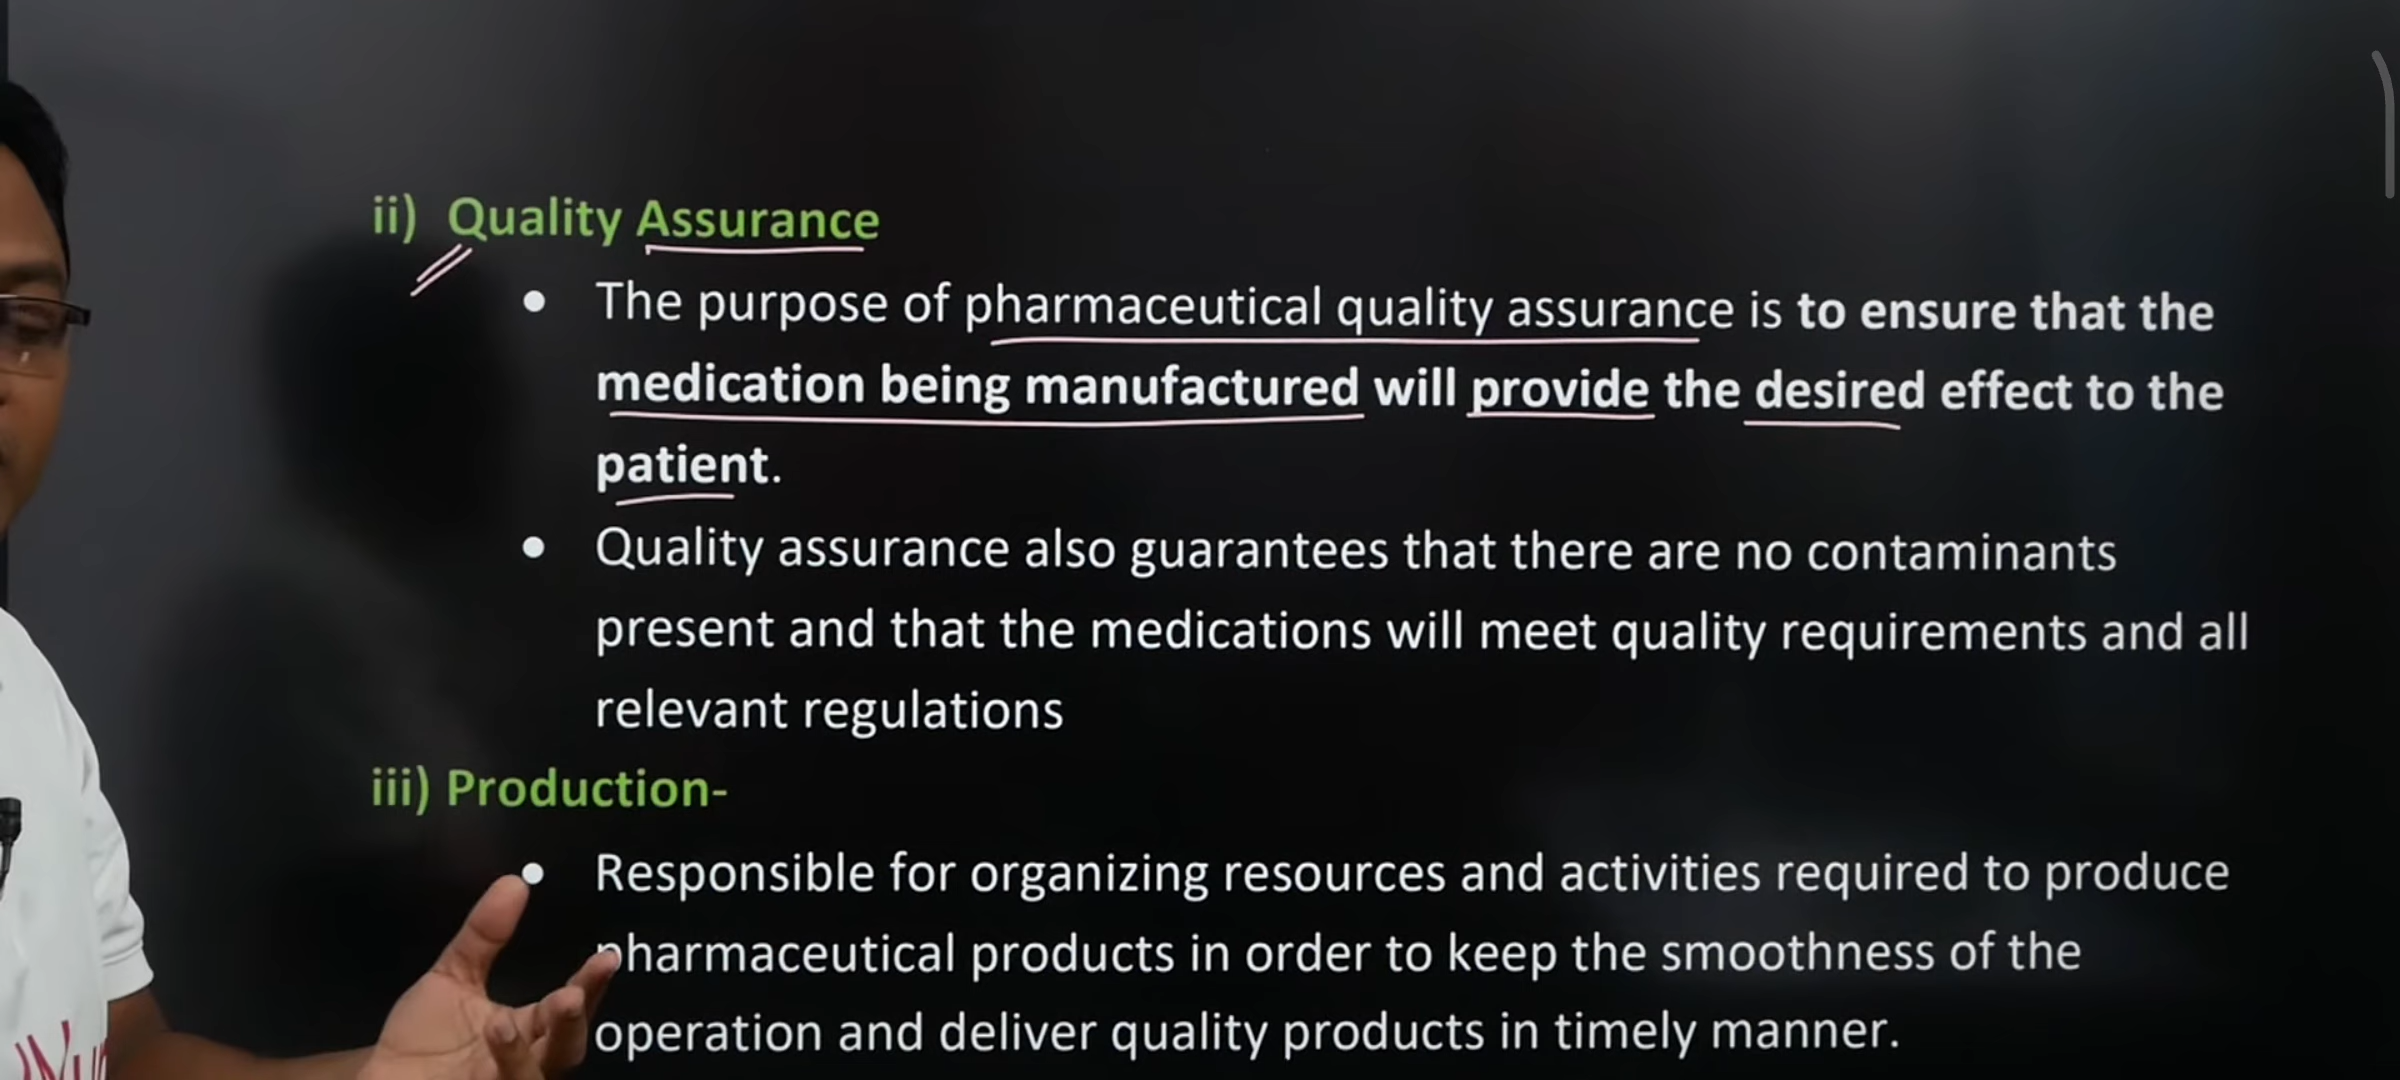 ii) Quality Assurance
• The purpose of pharmaceutical quality assurance is to ensure that the
medication being manufactured will provide the desired effect to the
patient.
• Quality assurance also guarantees that there are no contaminants
present and that the medications will meet quality requirements and all
relevant regulations
iii) Production-
• Responsible for organizing resources and activities required to produce
pharmaceutical products in order to keep the smoothness of the
operation and deliver quality products in timely manner.